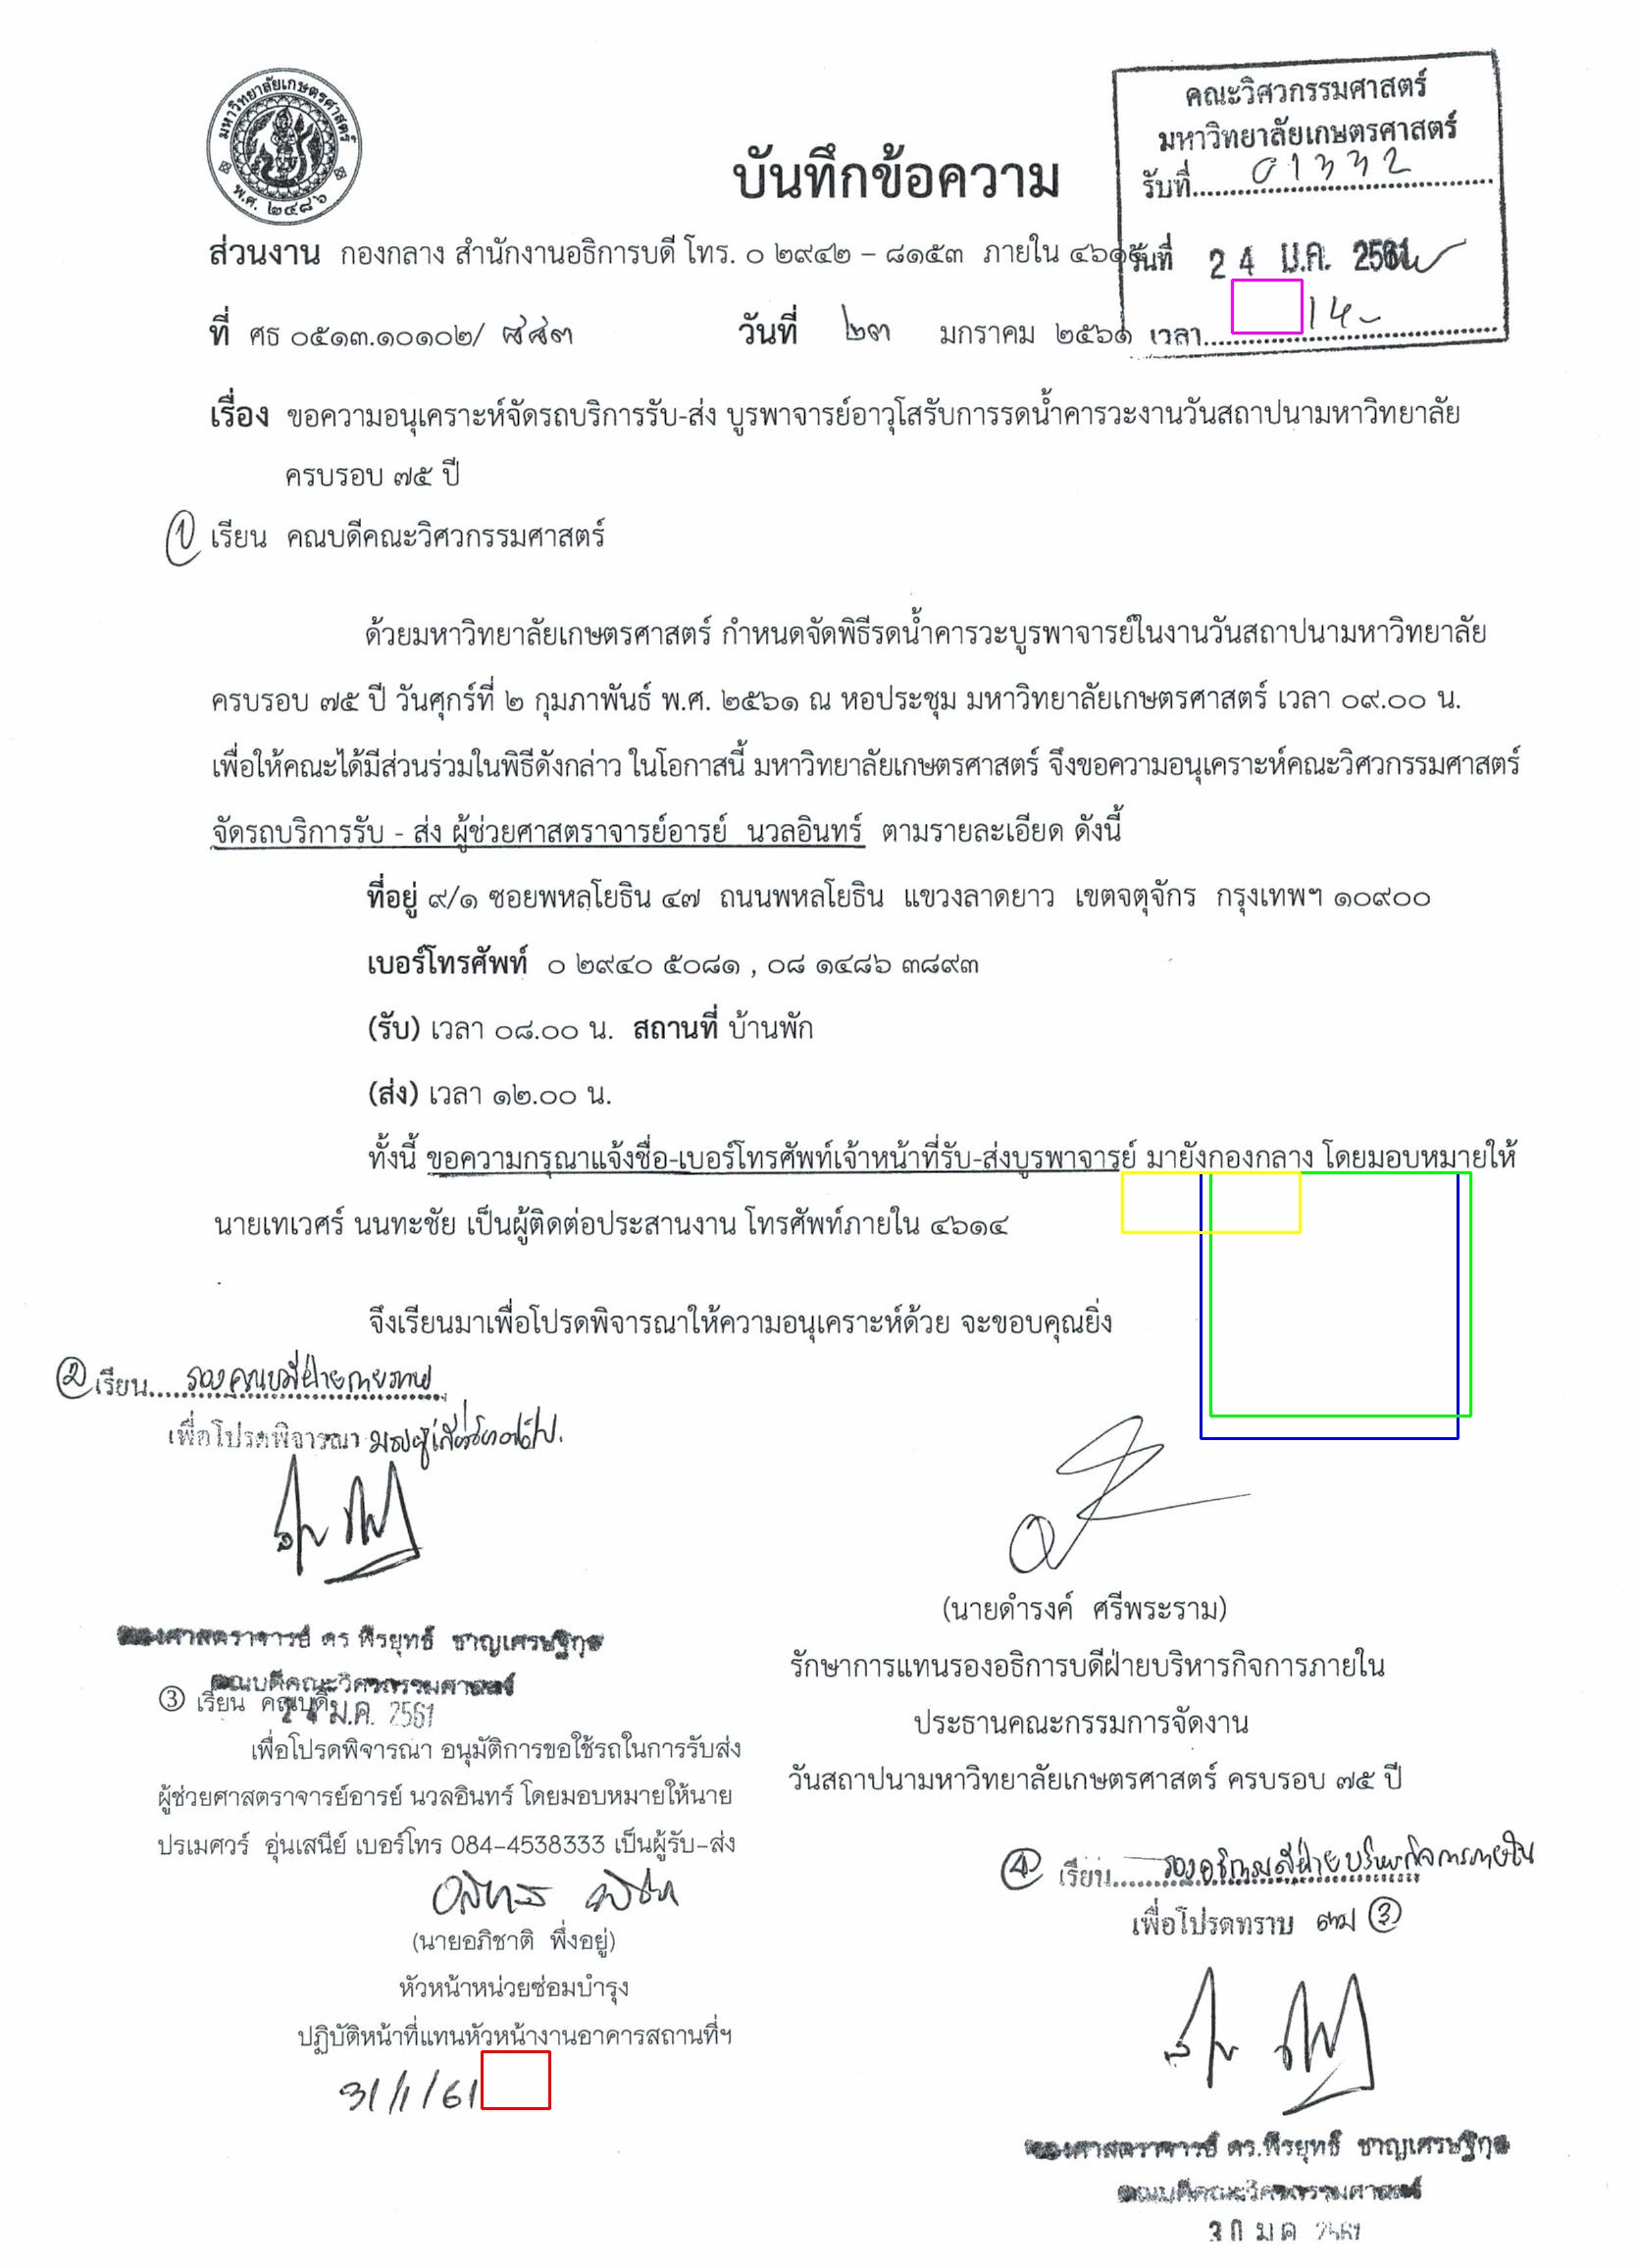 มหาวิทยาลัยเกษตรศาสตร์
พ.ศ. ๒๔๘๖
คณะวิศวกรรมศาสตร์
มหาวิทยาลัยเกษตรศาสตร์
รับที่ 01332
วันที่ 24 ม.ค. 2561
เวลา 14-
บันทึกข้อความ
ส่วนงาน กองกลาง สำนักงานอธิการบดี โทร. ๐ ๒๙๔๒ – ๘๑๕๓ ภายใน
ที่ ศธ ๐๕๑๓.๑๐๑๐๒/ ๘๘๓ วันที่ ๒๓ มกราคม ๒๕๖๑
เรื่อง ขอความอนุเคราะห์จัดรถบริการรับ-ส่ง บูรพาจารย์อาวุโสรับการรดน้ำคารวะงานวันสถาปนามหาวิทยาลัย
ครบรอบ ๗๕ ปี
① เรียน คณบดีคณะวิศวกรรมศาสตร์
ด้วยมหาวิทยาลัยเกษตรศาสตร์ กำหนดจัดพิธีรดน้ำคารวะบูรพาจารย์ในงานวันสถาปนามหาวิทยาลัย
ครบรอบ ๗๕ ปี วันศุกร์ที่ ๒ กุมภาพันธ์ พ.ศ. ๒๕๖๑ ณ หอประชุม มหาวิทยาลัยเกษตรศาสตร์ เวลา ๐๙.๐๐ น.
เพื่อให้คณะได้มีส่วนร่วมในพิธีดังกล่าว ในโอกาสนี้ มหาวิทยาลัยเกษตรศาสตร์ จึงขอความอนุเคราะห์คณะวิศวกรรมศาสตร์
จัดรถบริการรับ - ส่ง ผู้ช่วยศาสตราจารย์อารย์ นวลอินทร์ ตามรายละเอียด ดังนี้
ที่อยู่ ๙/๑ ซอยพหลโยธิน ๔๗ ถนนพหลโยธิน แขวงลาดยาว เขตจตุจักร กรุงเทพฯ ๑๐๙๐๐
เบอร์โทรศัพท์ ๐ ๒๙๔๐ ๕๐๘๑ , ๐๘ ๑๔๘๖ ๓๘๙๓
(รับ) เวลา ๐๘.๐๐ น. สถานที่ บ้านพัก
(ส่ง) เวลา ๑๒.๐๐ น.
ทั้งนี้ ขอความกรุณาแจ้งชื่อ-เบอร์โทรศัพท์เจ้าหน้าที่รับ-ส่งบูรพาจารย์ มายังกองกลาง โดยมอบหมายให้
นายเทเวศร์ นนทะชัย เป็นผู้ติดต่อประสานงาน โทรศัพท์ภายใน ๔๖๑๔
จึงเรียนมาเพื่อโปรดพิจารณาให้ความอนุเคราะห์ด้วย จะขอบคุณยิ่ง
② เรียน รองคณบดีฝ่ายกายภาพ
เพื่อโปรดพิจารณา
(นายดำรงค์ ศรีพระราม)
รักษาการแทนรองอธิการบดีฝ่ายบริหารกิจการภายใน
ประธานคณะกรรมการจัดงาน
วันสถาปนามหาวิทยาลัยเกษตรศาสตร์ ครบรอบ ๗๕ ปี
รองศาสตราจารย์ ดร พีรยุทธ์ ชาญเศรษฐิกุล
คณบดีคณะวิศวกรรมศาสตร์
24 ม.ค. 2561
③ เรียน คณบดี
เพื่อโปรดพิจารณา อนุมัติการขอใช้รถในการรับส่ง
ผู้ช่วยศาสตราจารย์อารย์ นวลอินทร์ โดยมอบหมายให้นาย
ปรเมศวร์ อุ่นเสนีย์ เบอร์โทร 084-4538333 เป็นผู้รับ-ส่ง
(นายอภิชาติ พึ่งอยู่)
หัวหน้าหน่วยซ่อมบำรุง
ปฏิบัติหน้าที่แทนหัวหน้างานอาคารสถานที่ฯ
31/1/61
④ เรียน รองอธิการบดีฝ่ายบริหารกิจการภายใน
เพื่อโปรดทราบ ตาม ③
รองศาสตราจารย์ ดร.พีรยุทธ์ ชาญเศรษฐิกุล
คณบดีคณะวิศวกรรมศาสตร์
30 ม ค 2561